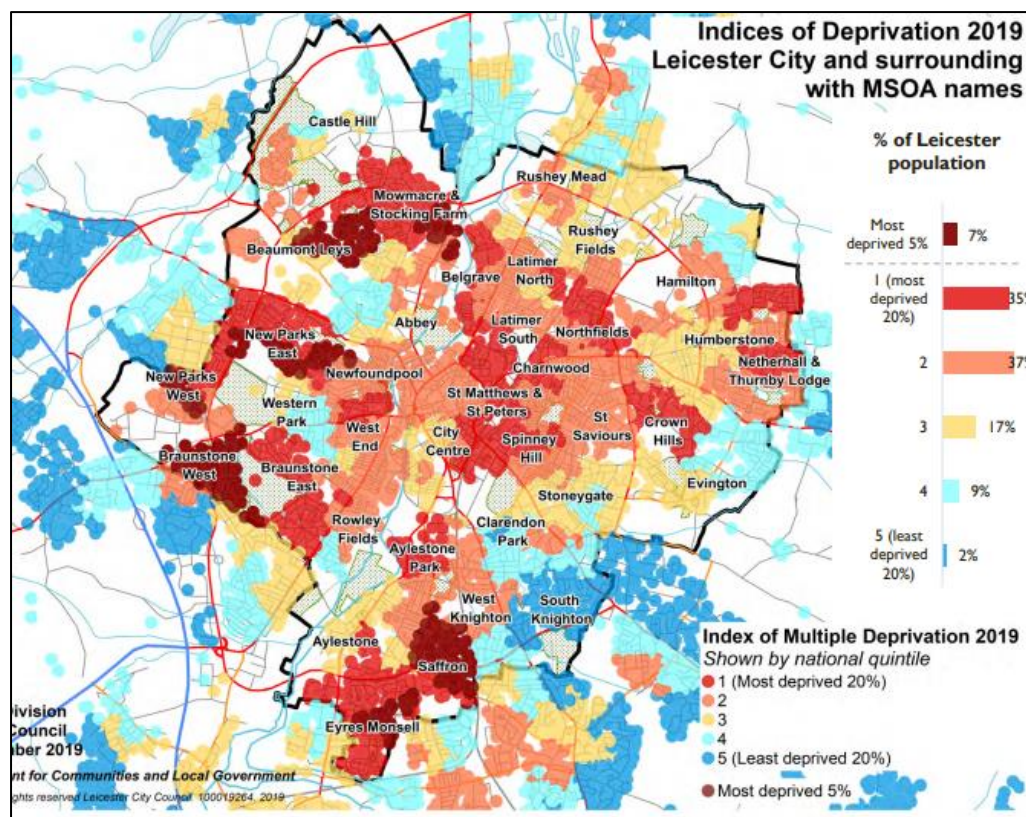 Indices of Deprivation 2019
Leicester City and surrounding
with MSOA names
% of Leicester
population
Most
deprived 5%
7%
1 (most
deprived
20%)
35%
2
37%
3
17%
4
9%
5 (least
deprived
20%)
2%
Castle Hill
Rushey Mead
Mowmacre &
Stocking Farm
Rushey
Fields
Beaumont Leys
Latimer
North
Belgrave
Hamilton
Abbey
Latimer
South
Northfields
Humberstone
New Parks
East
Newfoundpool
Charnwood
Netherhall &
Thurnby Lodge
New Parks
West
Western
Park
St Matthews &
St Peters
West
End
City
Centre
Spinney
Hill
St
Saviours
Crown
Hills
Braunstone
West
Braunstone
East
Evington
Stoneygate
Rowley
Fields
Clarendon
Park
Aylestone
Park
West
Knighton
South
Knighton
Aylestone
Saffron
Eyres Monsell
Index of Multiple Deprivation 2019
Shown by national quintile
1 (Most deprived 20%)
2
3
4
5 (Least deprived 20%)
Most deprived 5%
Division
Council
mber 2019
nt for Communities and Local Government
ghts reserved Leicester City Council. 100019264, 2019